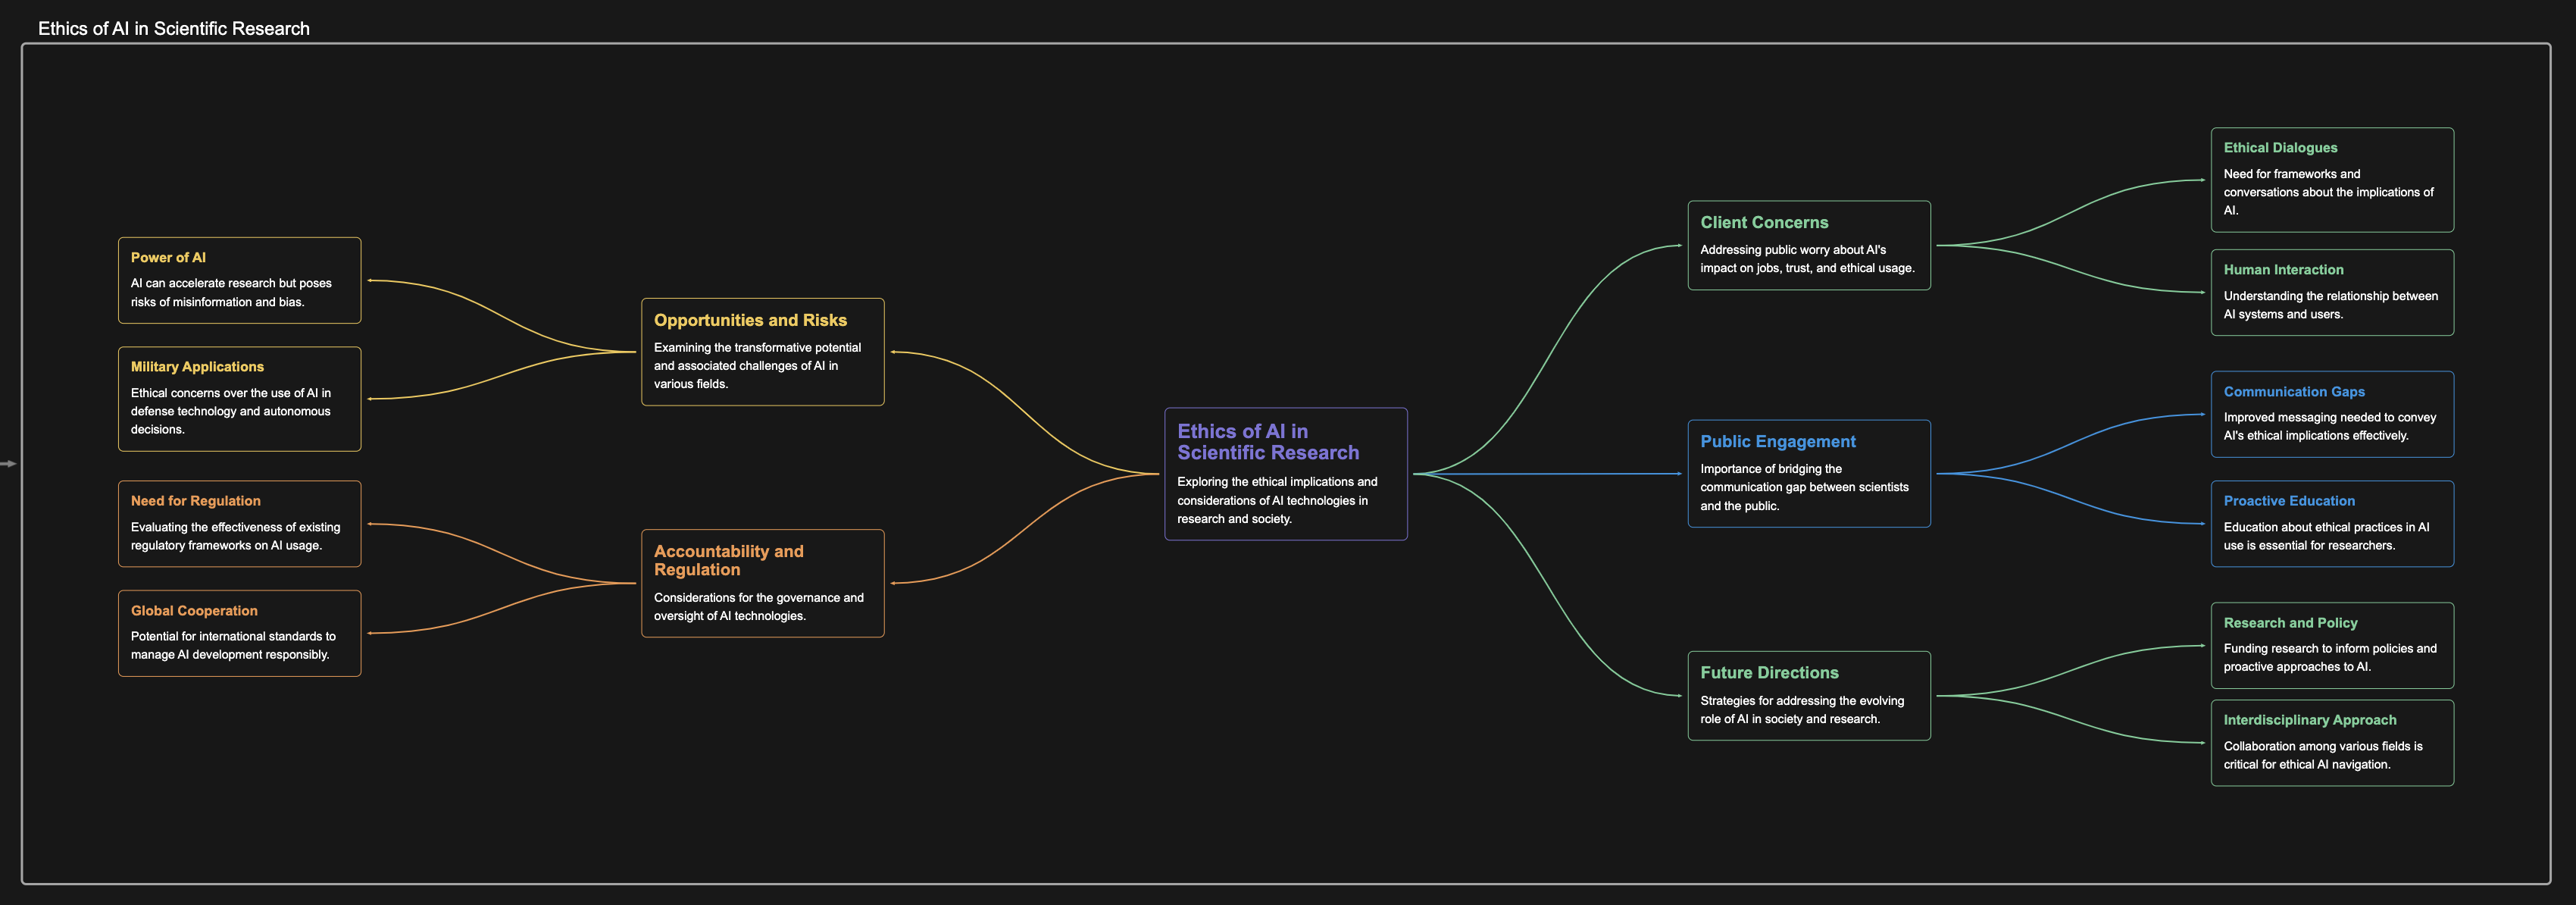 Ethics of AI in Scientific Research
Power of AI
AI can accelerate research but poses
risks of misinformation and bias.
Military Applications
Ethical concerns over the use of AI in
defense technology and autonomous
decisions.
Need for Regulation
Evaluating the effectiveness of existing
regulatory frameworks on AI usage.
Global Cooperation
Potential for international standards to
manage AI development responsibly.
Opportunities and Risks
Examining the transformative potential
and associated challenges of AI in
various fields.
Accountability and
Regulation
Considerations for the governance and
oversight of AI technologies.
Ethics of AI in
Scientific Research
Exploring the ethical implications and
considerations of AI technologies in
research and society.
Client Concerns
Addressing public worry about AI's
impact on jobs, trust, and ethical usage.
Public Engagement
Importance of bridging the
communication gap between scientists
and the public.
Future Directions
Strategies for addressing the evolving
role of AI in society and research.
Ethical Dialogues
Need for frameworks and
conversations about the implications of
AI.
Human Interaction
Understanding the relationship between
AI systems and users.
Communication Gaps
Improved messaging needed to convey
AI's ethical implications effectively.
Proactive Education
Education about ethical practices in AI
use is essential for researchers.
Research and Policy
Funding research to inform policies and
proactive approaches to AI.
Interdisciplinary Approach
Collaboration among various fields is
critical for ethical AI navigation.